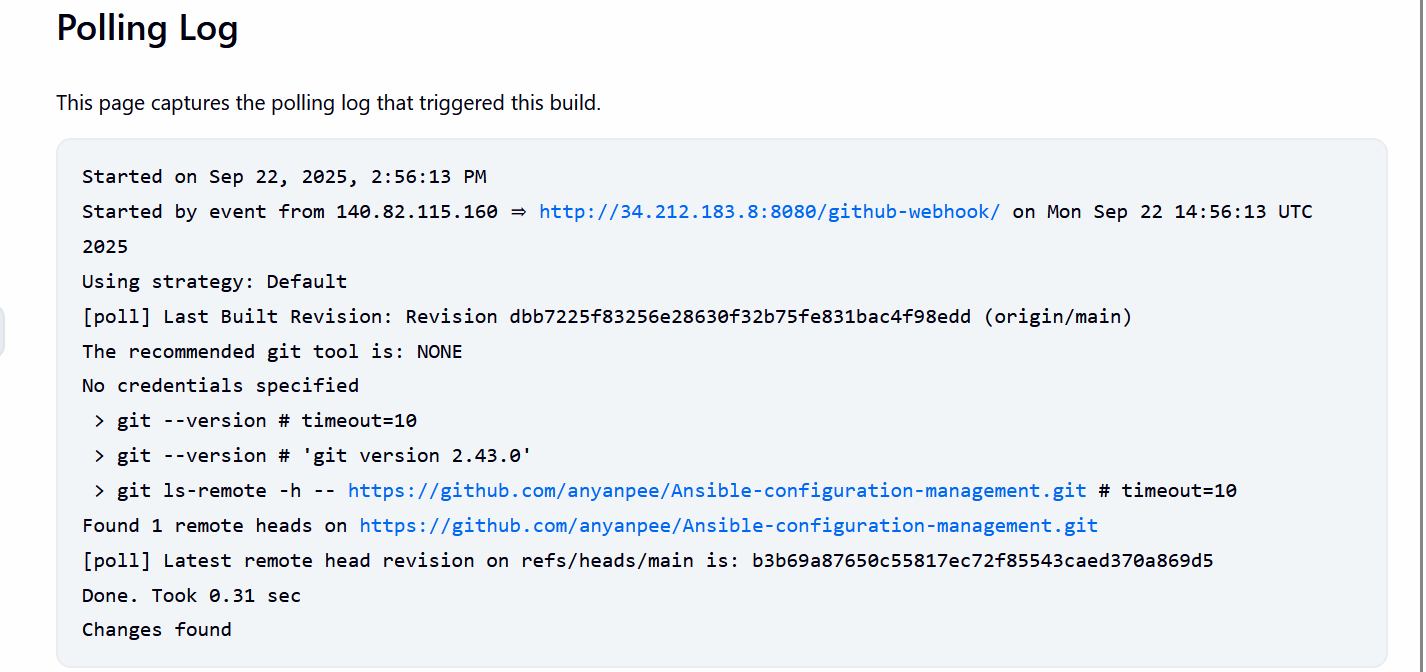 Polling Log
This page captures the polling log that triggered this build.
Started on Sep 22, 2025, 2:56:13 PM
Started by event from 140.82.115.160 ⇒ http://34.212.183.8:8080/github-webhook/ on Mon Sep 22 14:56:13 UTC
2025
Using strategy: Default
[poll] Last Built Revision: Revision dbb7225f83256e28630f32b75fe831bac4f98edd (origin/main)
The recommended git tool is: NONE
No credentials specified
 > git --version # timeout=10
 > git --version # 'git version 2.43.0'
 > git ls-remote -h -- https://github.com/anyanpee/Ansible-configuration-management.git # timeout=10
Found 1 remote heads on https://github.com/anyanpee/Ansible-configuration-management.git
[poll] Latest remote head revision on refs/heads/main is: b3b69a87650c55817ec72f85543caed370a869d5
Done. Took 0.31 sec
Changes found